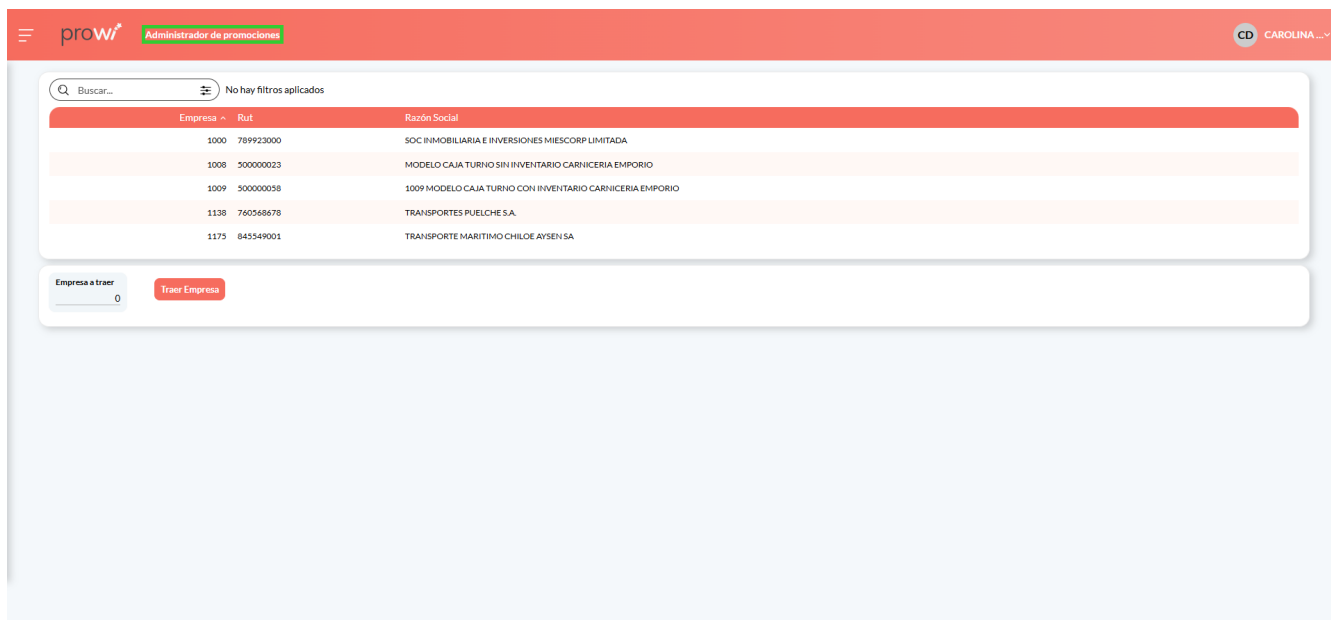 prowi Administrador de promociones CD CAROLINA ...
Buscar... No hay filtros aplicados
Empresa Rut Razón Social
1000 789923000 SOC INMOBILIARIA E INVERSIONES MIESCORP LIMITADA
1008 500000023 MODELO CAJA TURNO SIN INVENTARIO CARNICERIA EMPORIO
1009 500000058 1009 MODELO CAJA TURNO CON INVENTARIO CARNICERIA EMPORIO
1138 760568678 TRANSPORTES PUELCHE S.A.
1175 845549001 TRANSPORTE MARITIMO CHILOE AYSEN SA
Empresa a traer
0
Traer Empresa